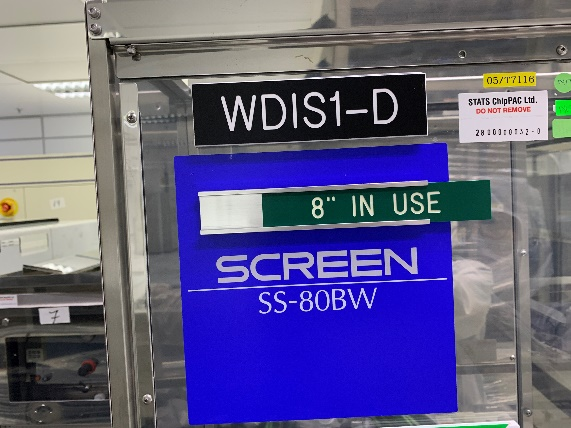 05/T7116
WDIS1-D
STATS ChipPAC Ltd.
DO NOT REMOVE
8" IN USE
SCREEN
SS-80BW
7